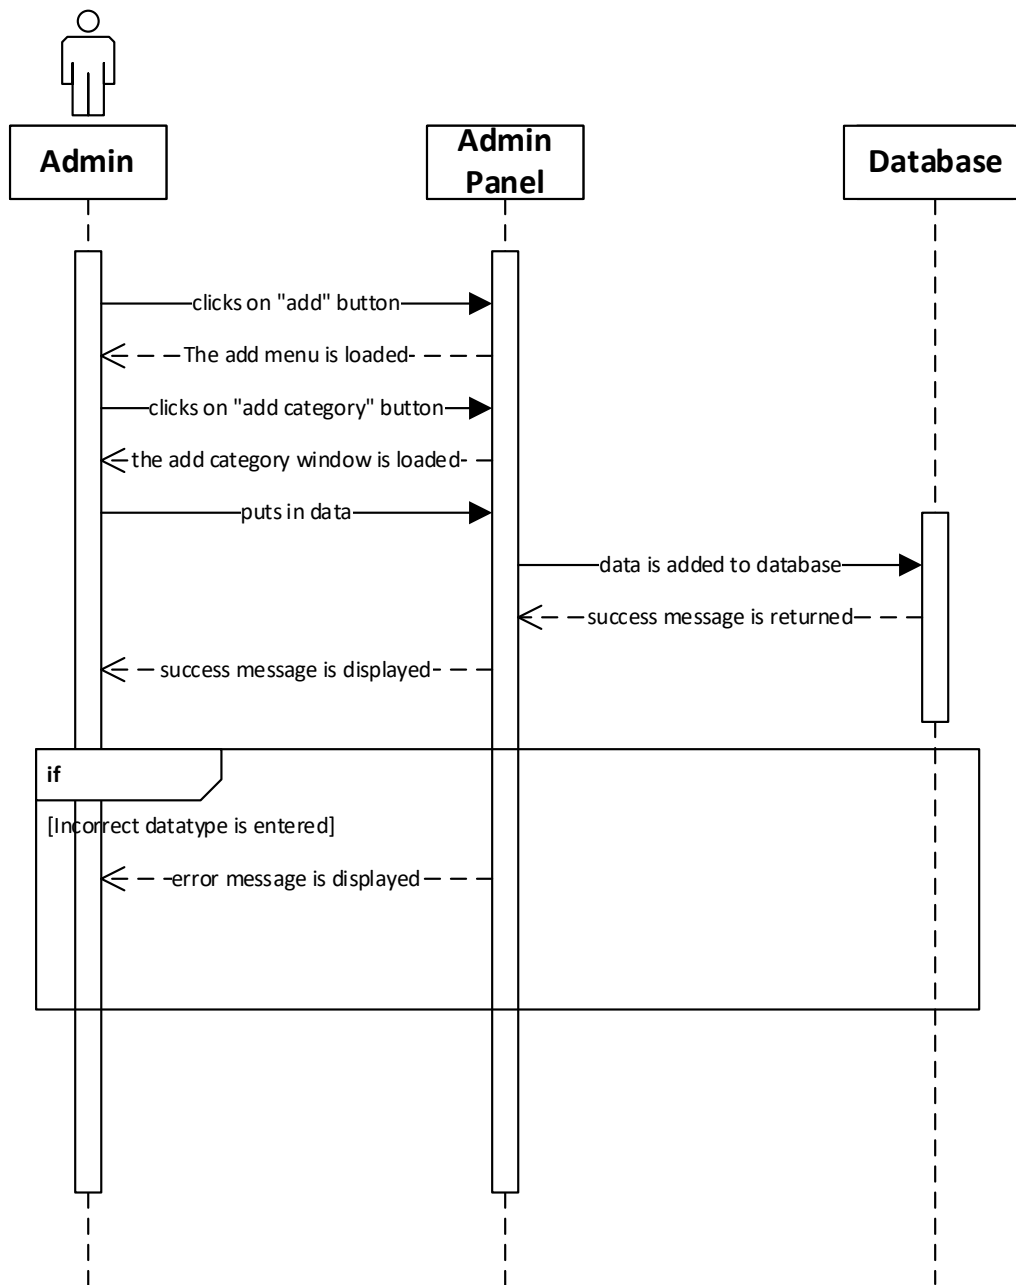 Admin
Admin
Panel
Database
clicks on "add" button
The add menu is loaded
clicks on "add category" button
the add category window is loaded
puts in data
data is added to database
success message is returned
success message is displayed
if
[Incorrect datatype is entered]
error message is displayed